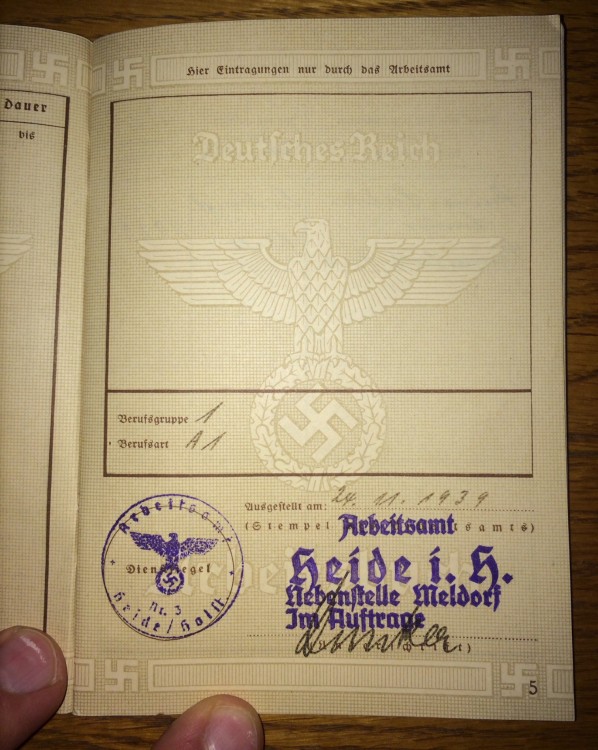 Dauer
bis
Hier Eintragungen nur durch das Arbeitsamt
Deutsches Reich
Berufsgruppe 1
Berufsart A1
Ausgestellt am: 24. 11. 1939
(Stempel Arbeitsamt samts)
Heide i. H.
Nebenstelle Meldorf
Im Auftrage
Arbeitsamt
Dienstsiegel
Nr. 3
Heide/Holst
5